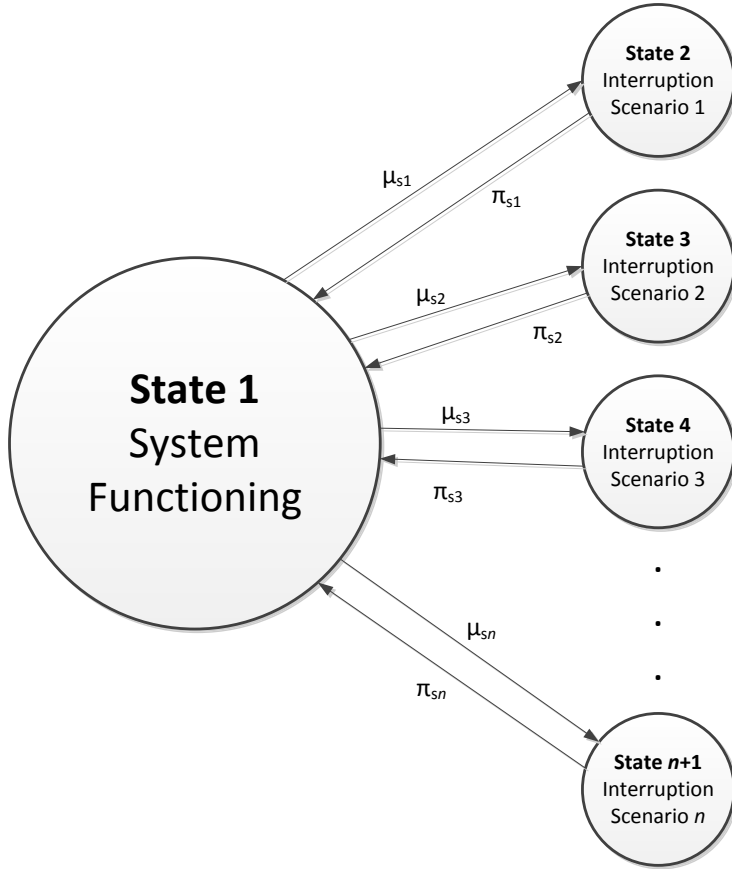 State 1
System
Functioning
μs1
πs1
μs2
πs2
μs3
πs3
μsn
πsn
State 2
Interruption
Scenario 1
State 3
Interruption
Scenario 2
State 4
Interruption
Scenario 3
.
.
.
State n+1
Interruption
Scenario n